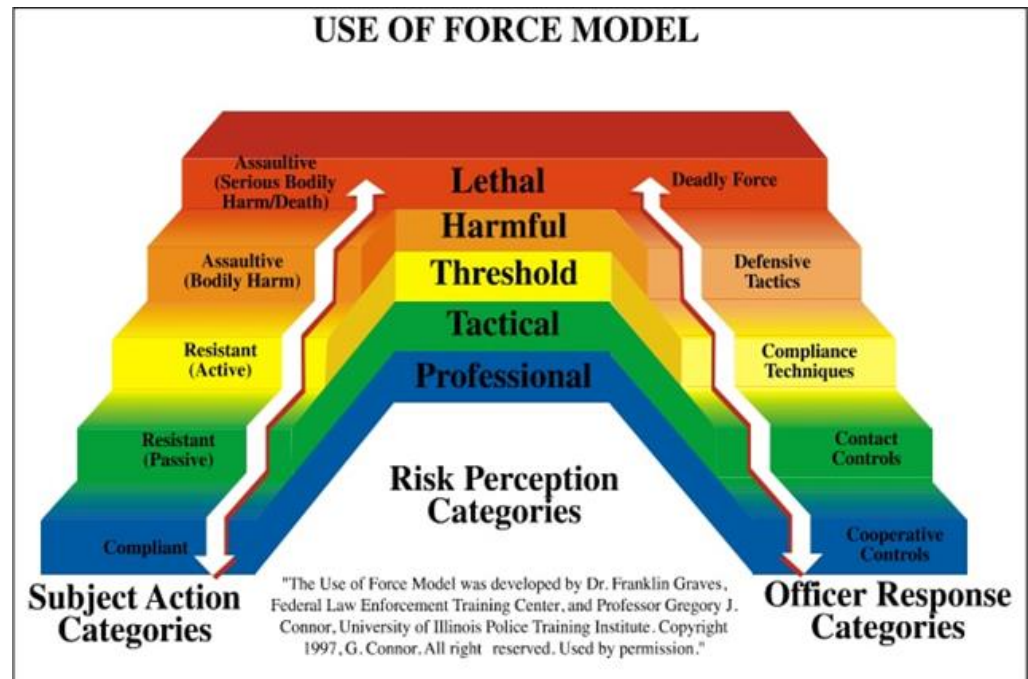 USE OF FORCE MODEL
Assaultive
(Serious Bodily
Harm/Death)
Lethal
Deadly Force
Harmful
Assaultive
(Bodily Harm)
Threshold
Defensive
Tactics
Tactical
Resistant
(Active)
Compliance
Techniques
Professional
Resistant
(Passive)
Contact
Controls
Risk Perception
Categories
Compliant
Cooperative
Controls
Subject Action
Categories
"The Use of Force Model was developed by Dr. Franklin Graves,
Federal Law Enforcement Training Center, and Professor Gregory J.
Connor, University of Illinois Police Training Institute. Copyright
1997, G. Connor. All right reserved. Used by permission."
Officer Response
Categories